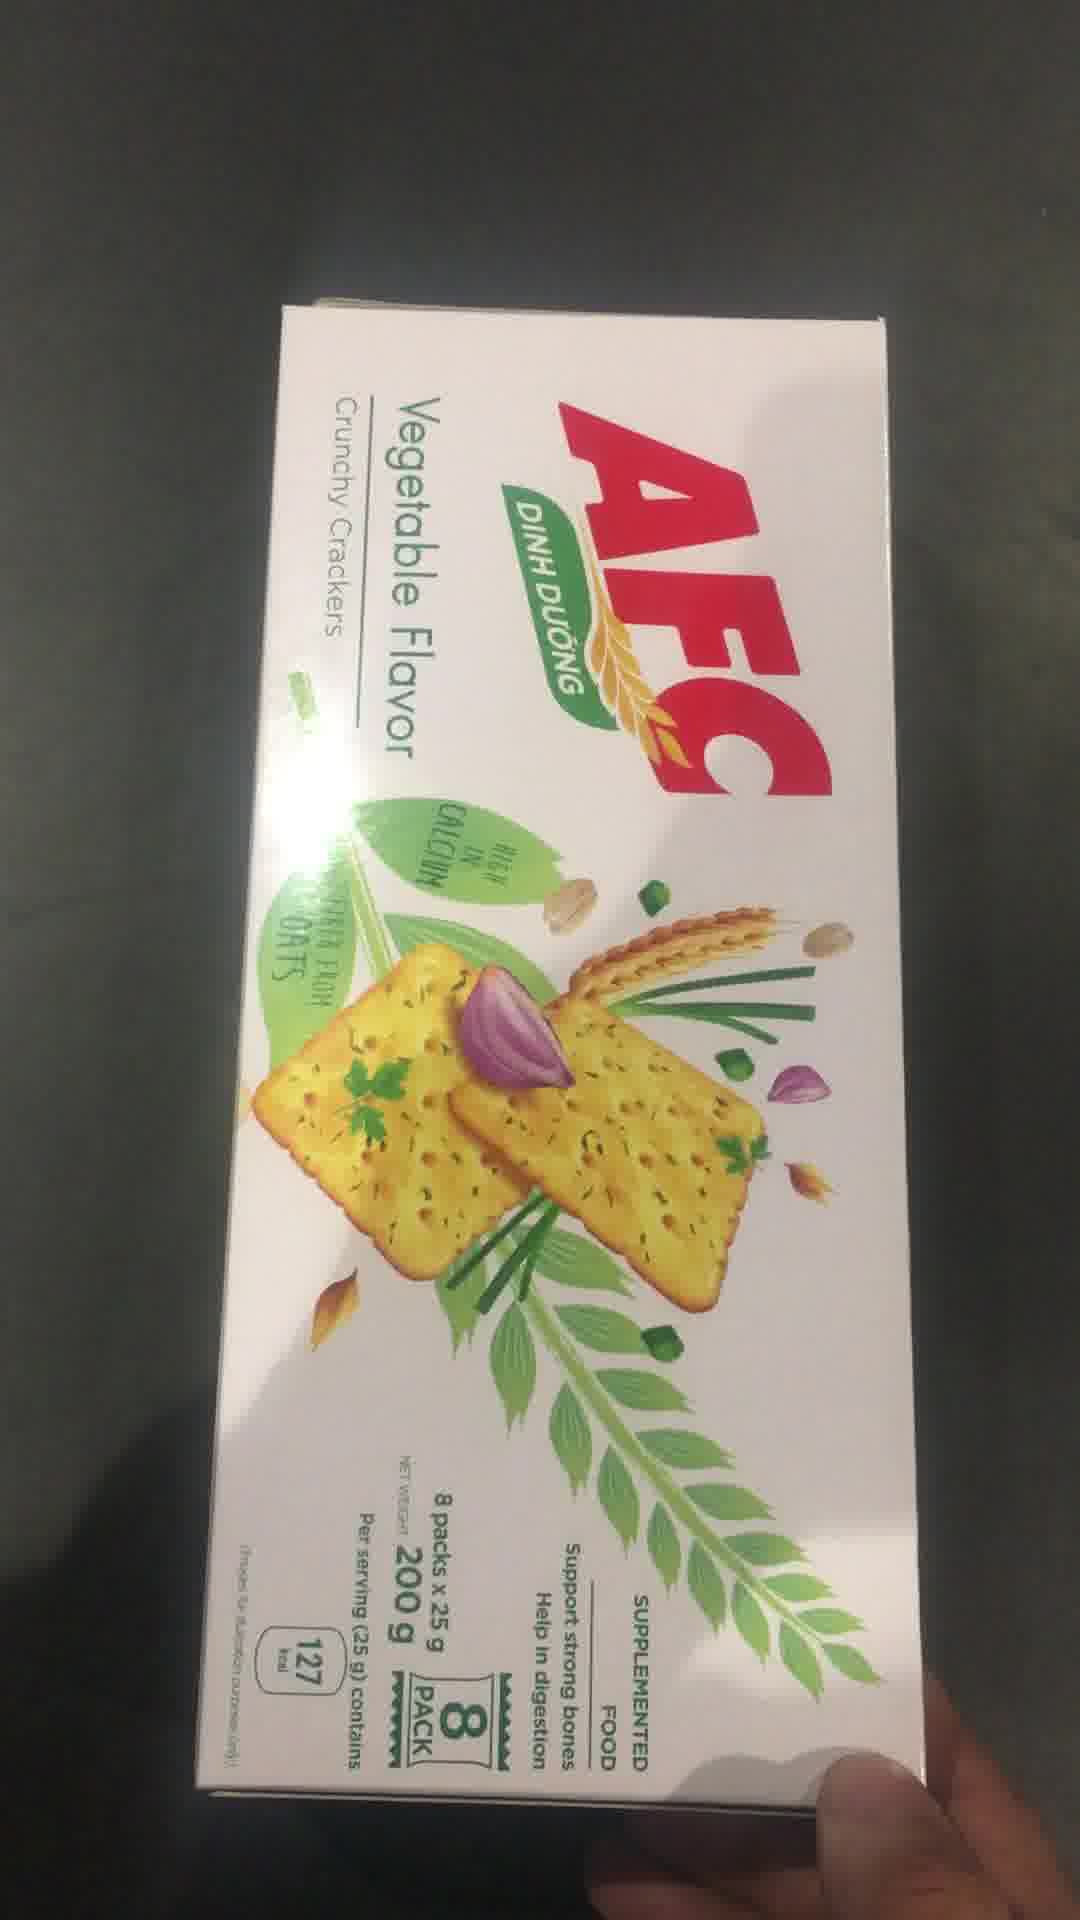 AFC
DINH DƯỠNG
Vegetable Flavor
Crunchy Crackers
HIGH
IN
CALCIUM
FROM
OATS
SUPPLEMENTED
FOOD
Support strong bones
Help in digestion
8 packs x 25 g
NET WEIGHT 200 g
8
PACK
Per serving (25 g) contains
127
kcal